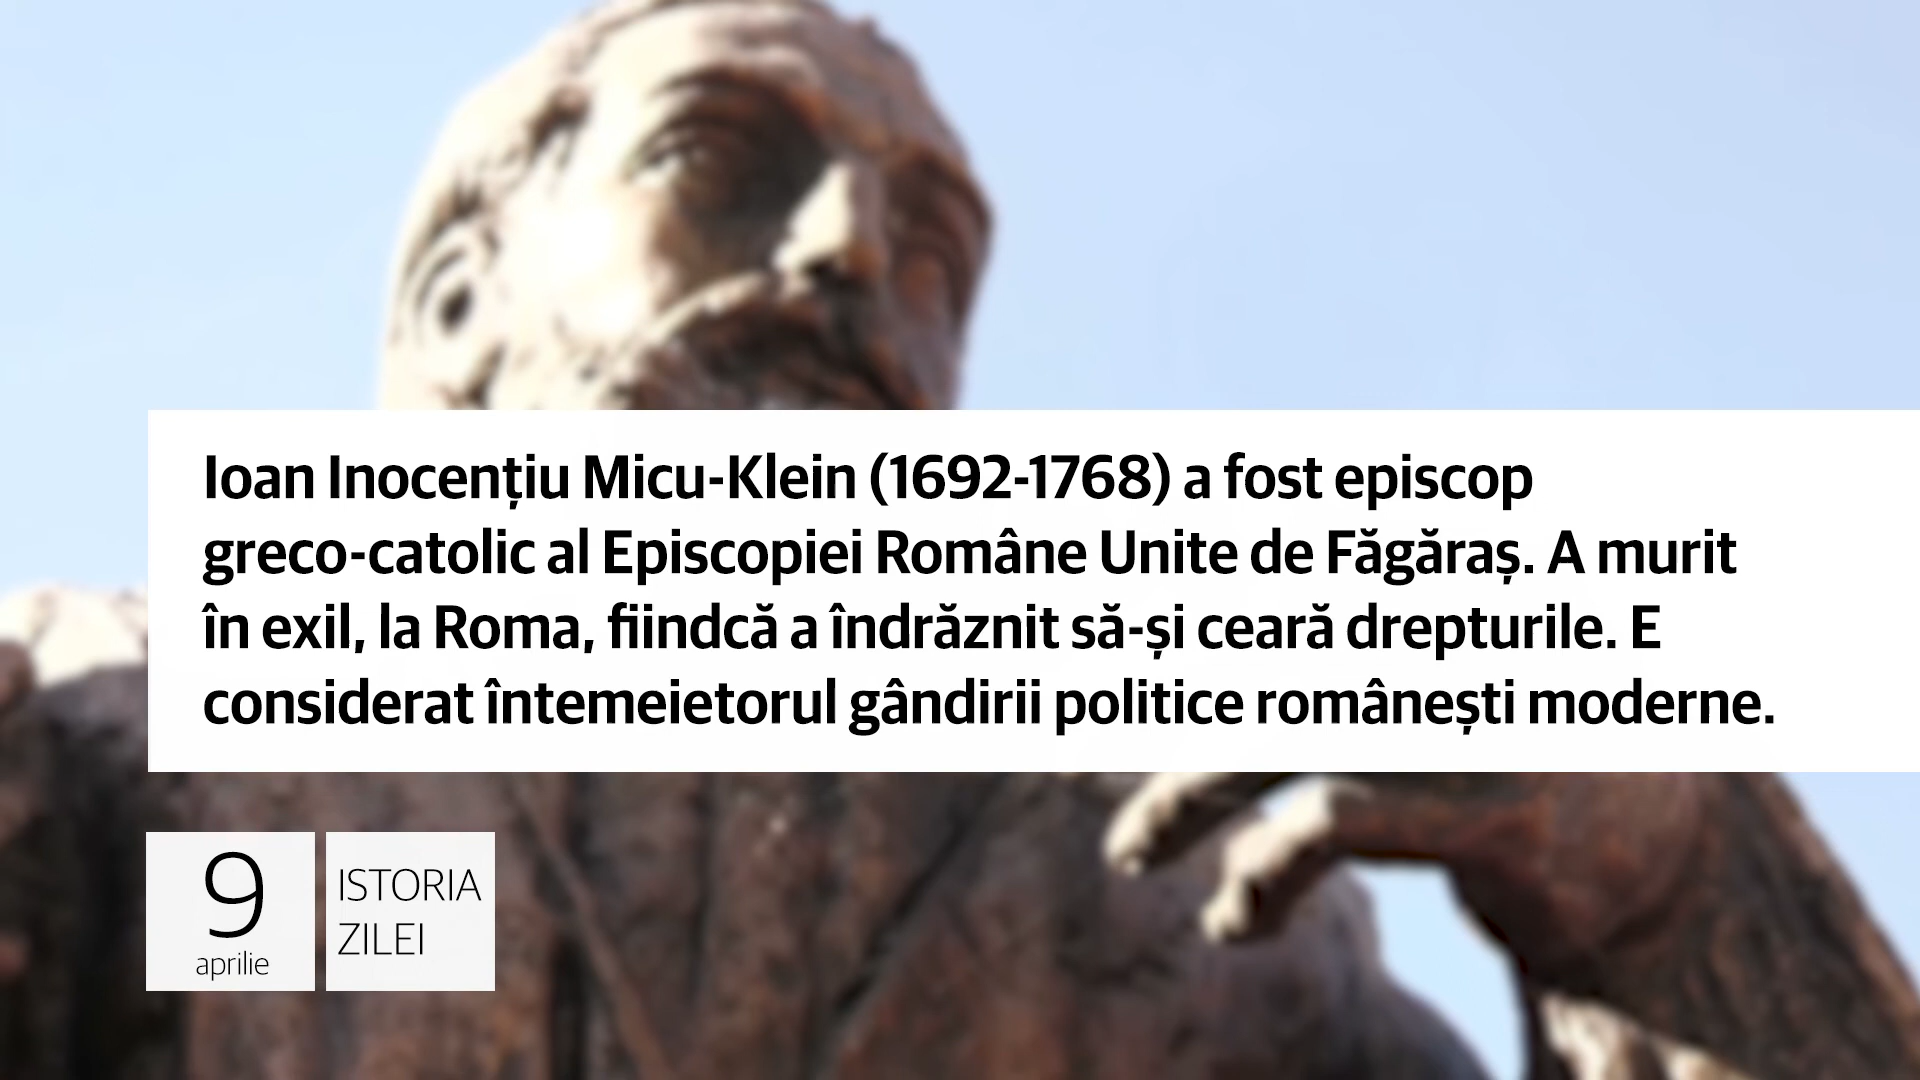 Ioan Inocențiu Micu-Klein (1692-1768) a fost episcop
greco-catolic al Episcopiei Române Unite de Făgăraș. A murit
în exil, la Roma, fiindcă a îndrăznit să-și ceară drepturile. E
considerat întemeietorul gândirii politice românești moderne.
9
aprilie
ISTORIA
ZILEI